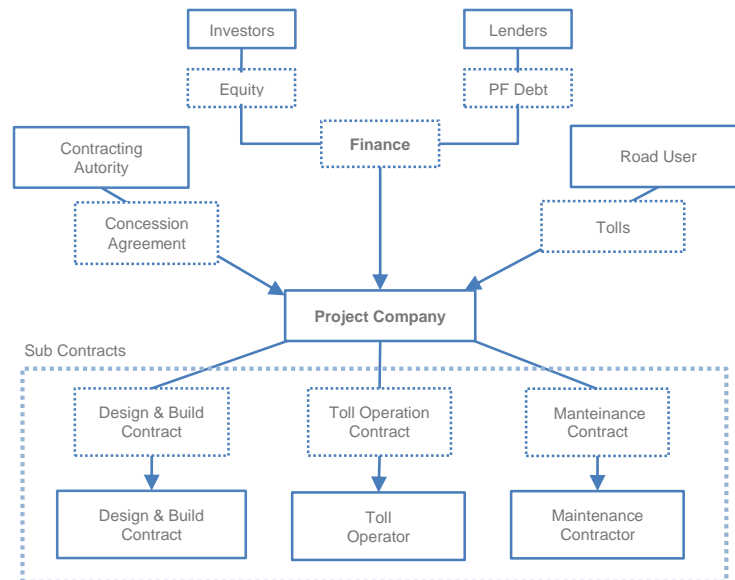 Investors
Lenders
Equity
PF Debt
Finance
Contracting
Autority
Road User
Concession
Agreement
Tolls
Project Company
Sub Contracts
Design & Build
Contract
Toll Operation
Contract
Manteinance
Contract
Design & Build
Contract
Toll
Operator
Maintenance
Contractor